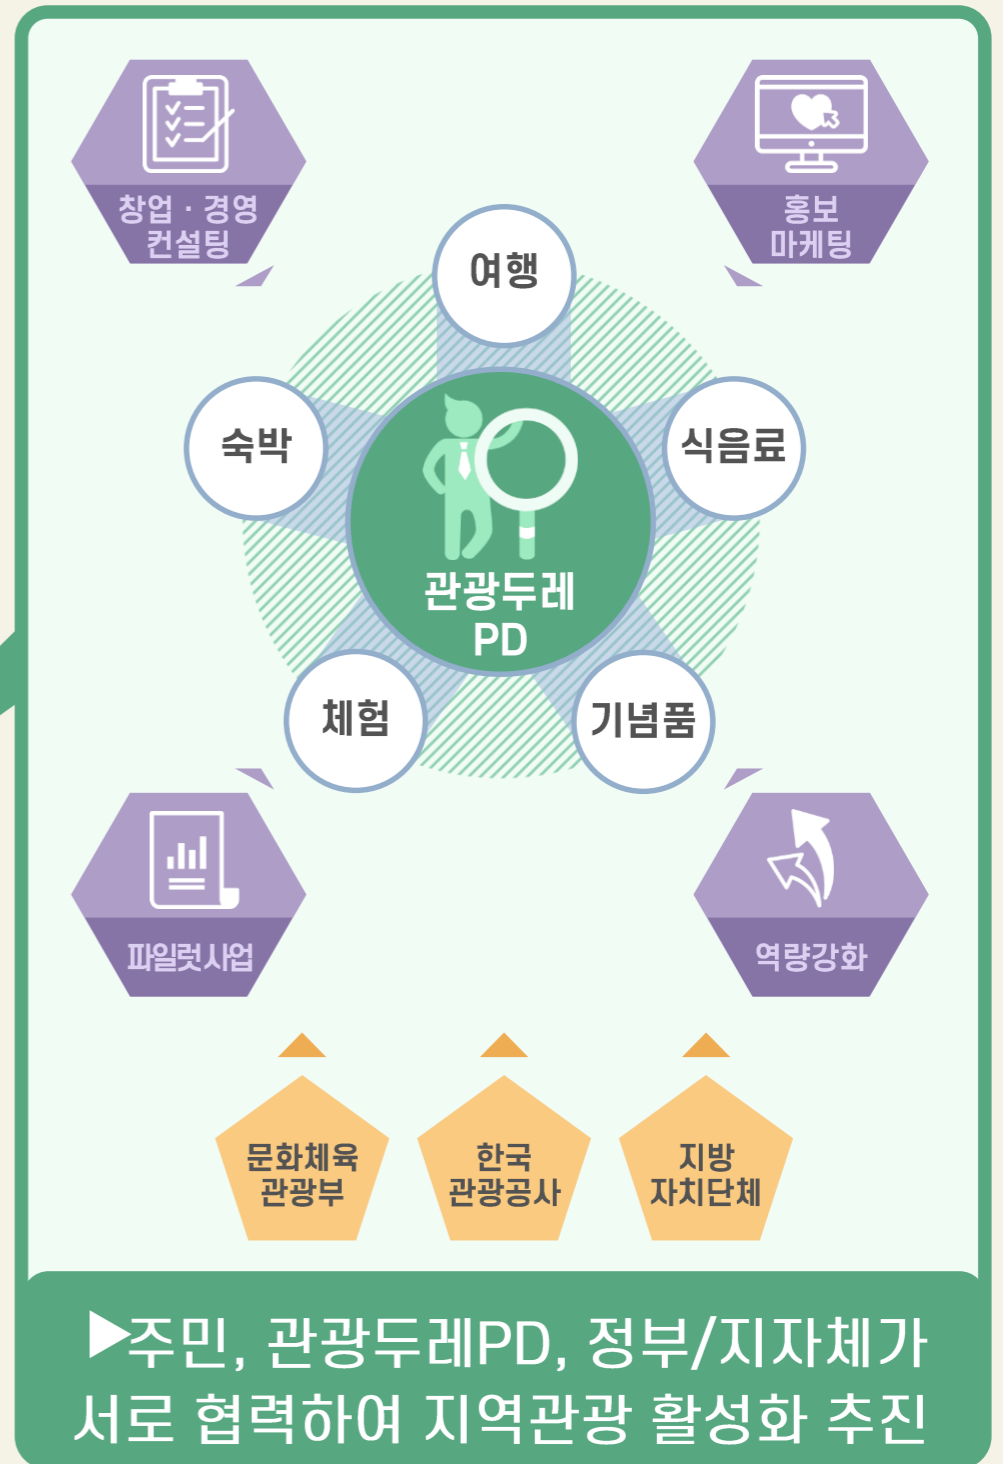 창업 · 경영
컨설팅
홍보
마케팅
여행
숙박
식음료
관광두레
PD
체험
기념품
파일럿사업
역량강화
문화체육
관광부
한국
관광공사
지방
자치단체
▶주민, 관광두레PD, 정부/지자체가
서로 협력하여 지역관광 활성화 추진